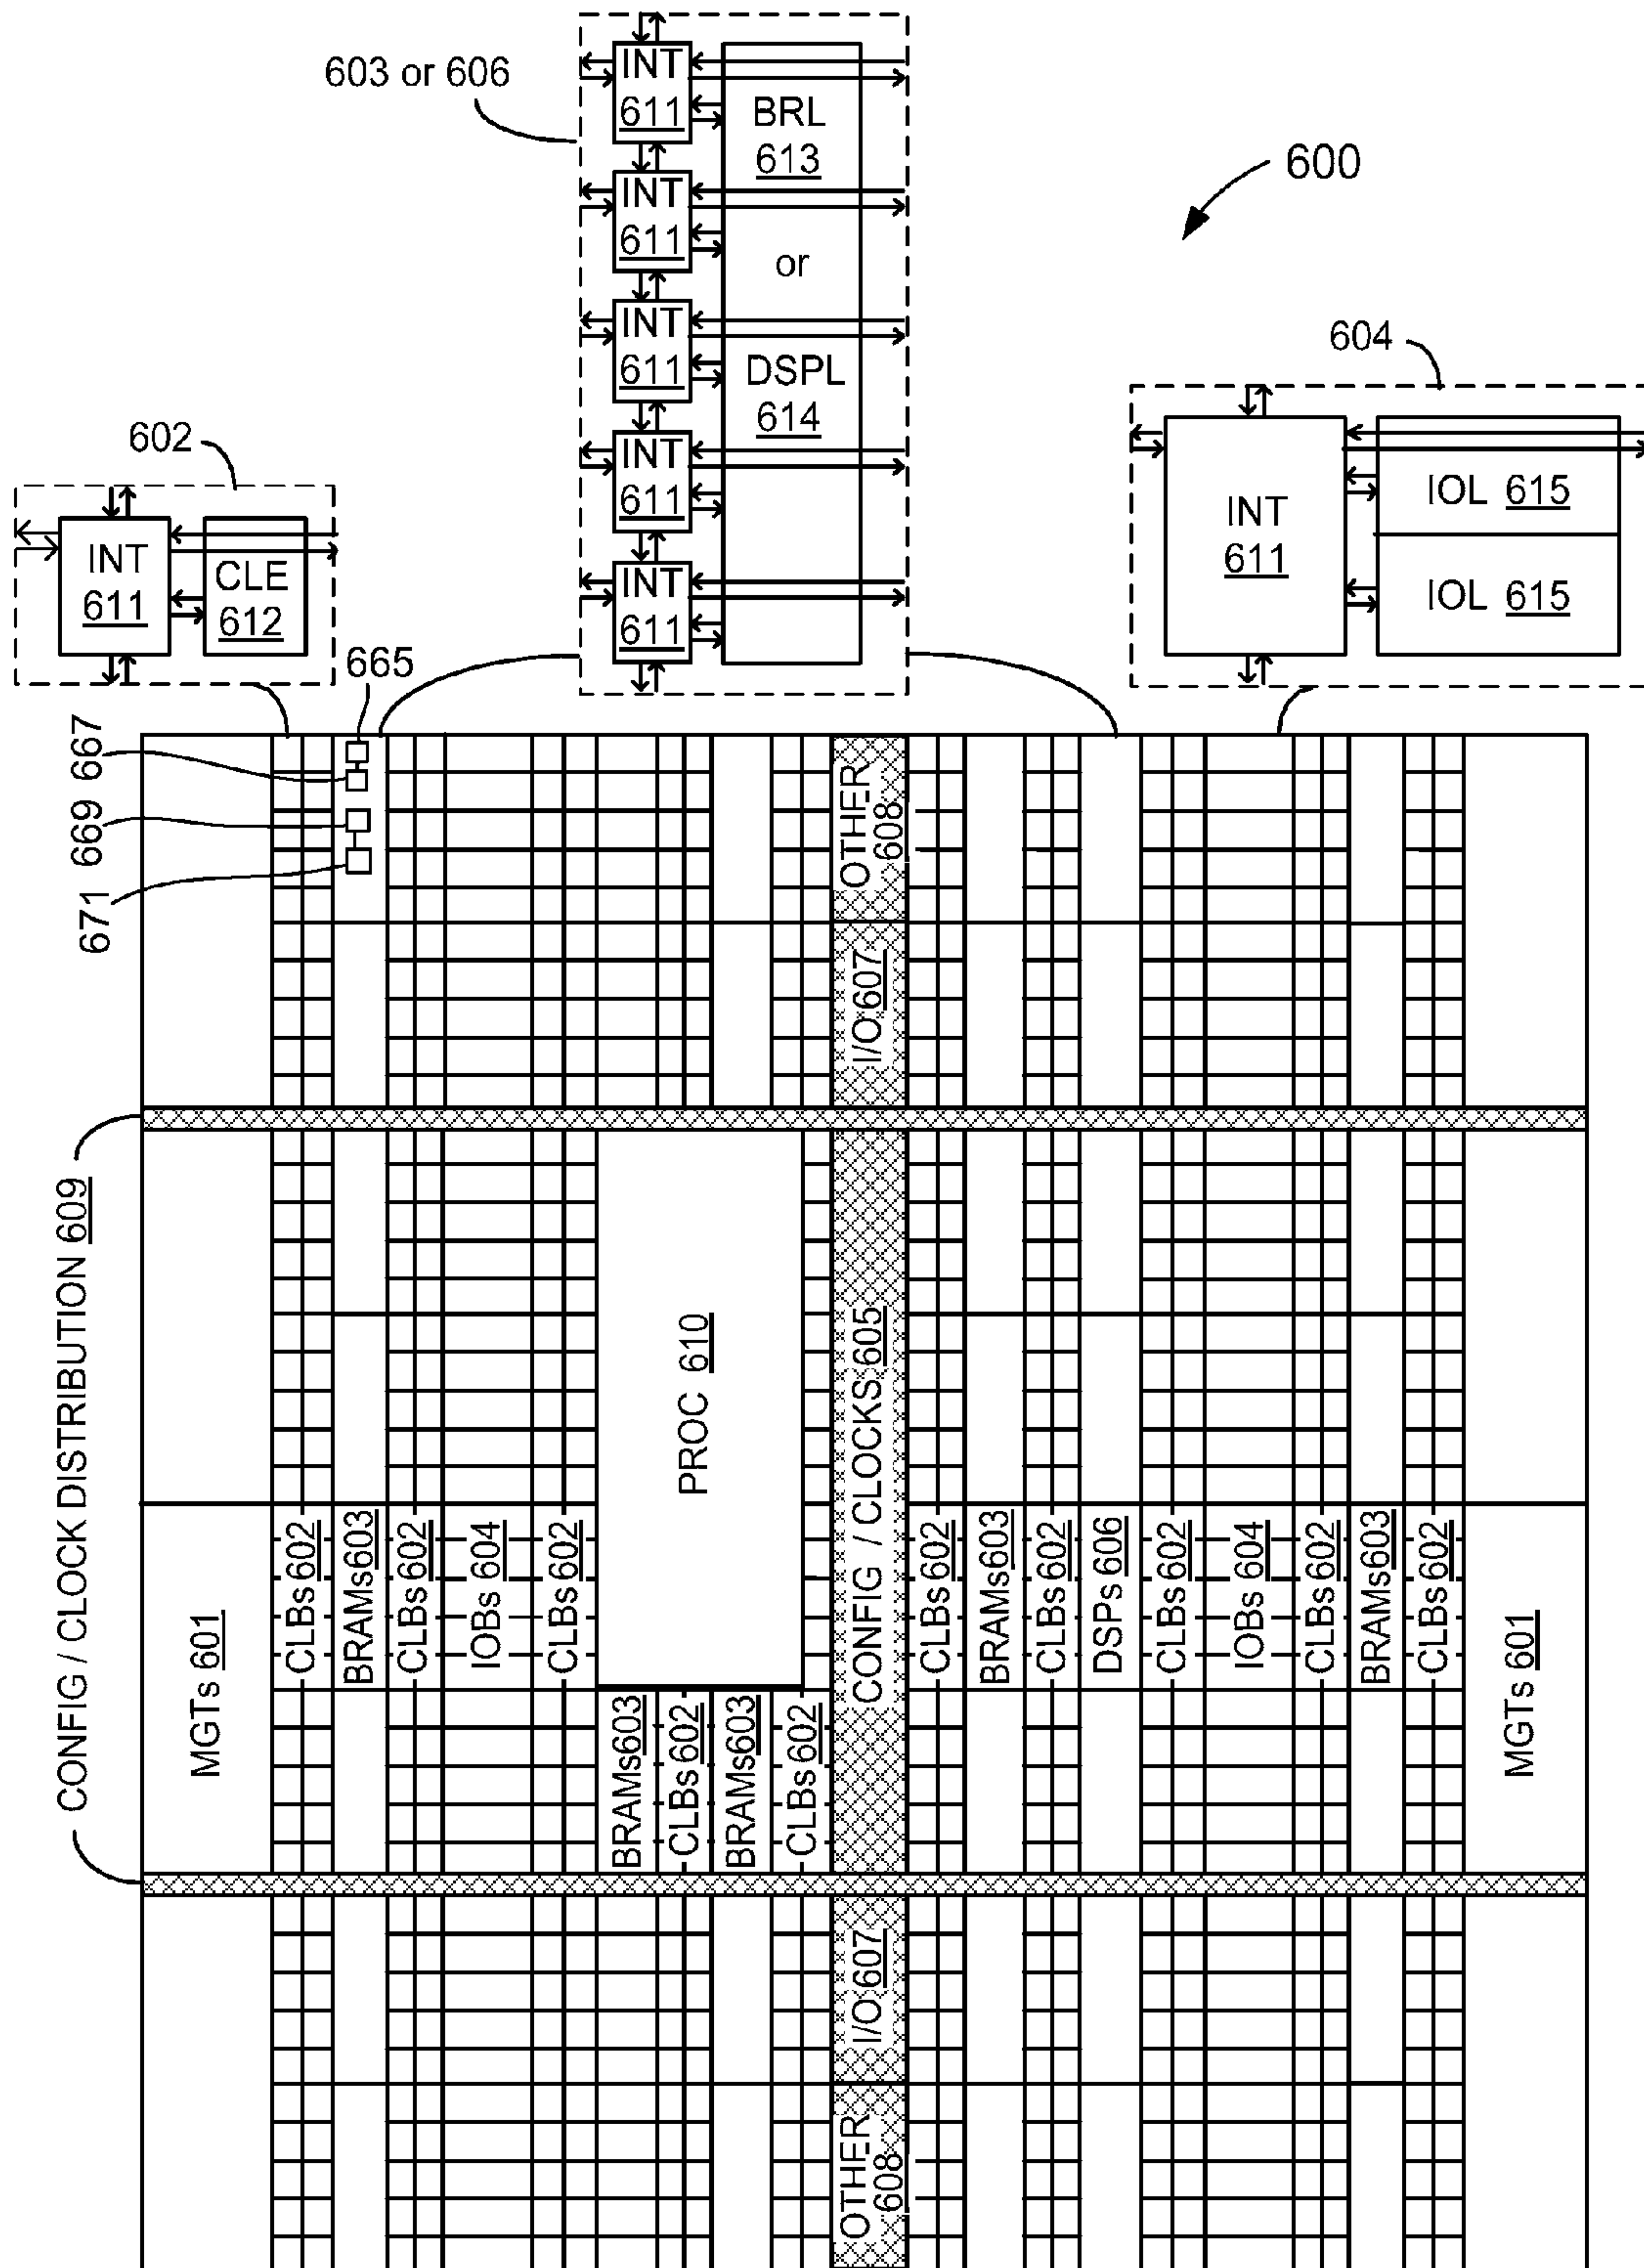 603 or 606
INT
611
INT
611
INT
611
INT
611
INT
611
BRL
613
or
DSPL
614
600
604
INT
611
IOL 615
IOL 615
602
INT
611
CLE
612
665
667
669
671
OTHER
608
I/O 607
CONFIG / CLOCK DISTRIBUTION 609
PROC 610
CONFIG / CLOCKS 605
MGTs 601
CLBs 602
BRAMs 603
CLBs 602
IOBs 604
CLBs 602
BRAMs 603
CLBs 602
BRAMs 603
CLBs 602
CLBs 602
BRAMs 603
CLBs 602
DSPs 606
CLBs 602
IOBs 604
CLBs 602
BRAMs 603
CLBs 602
MGTs 601
I/O 607
OTHER
608